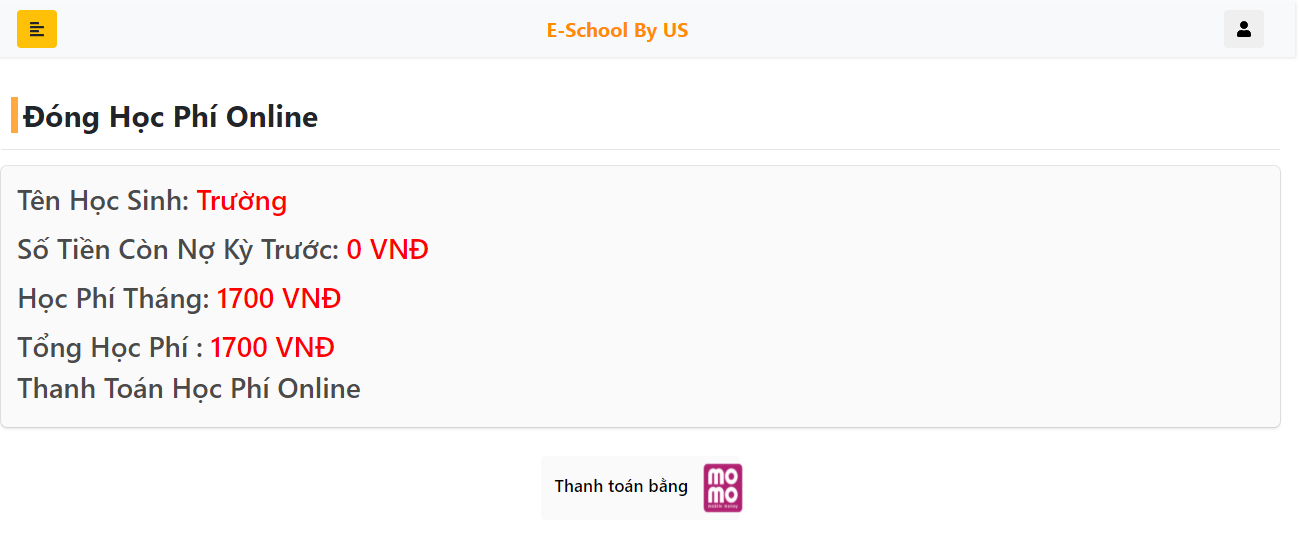 E-School By US
Đóng Học Phí Online
Tên Học Sinh: Trường
Số Tiền Còn Nợ Kỳ Trước: 0 VNĐ
Học Phí Tháng: 1700 VNĐ
Tổng Học Phí : 1700 VNĐ
Thanh Toán Học Phí Online
Thanh toán bằng
mo
mo
mobile money